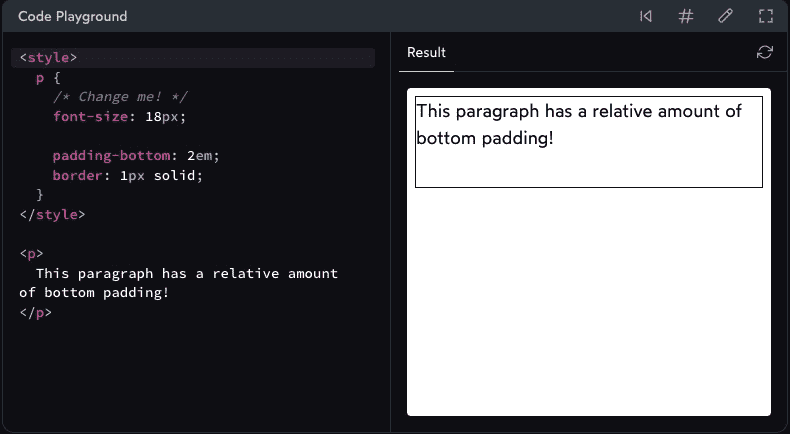 Code Playground
<style>
p {
/* Change me! */
font-size: 18px;
padding-bottom: 2em;
border: 1px solid;
}
</style>
<p>
This paragraph has a relative amount
of bottom padding!
</p>
Result
This paragraph has a relative amount of
bottom padding!